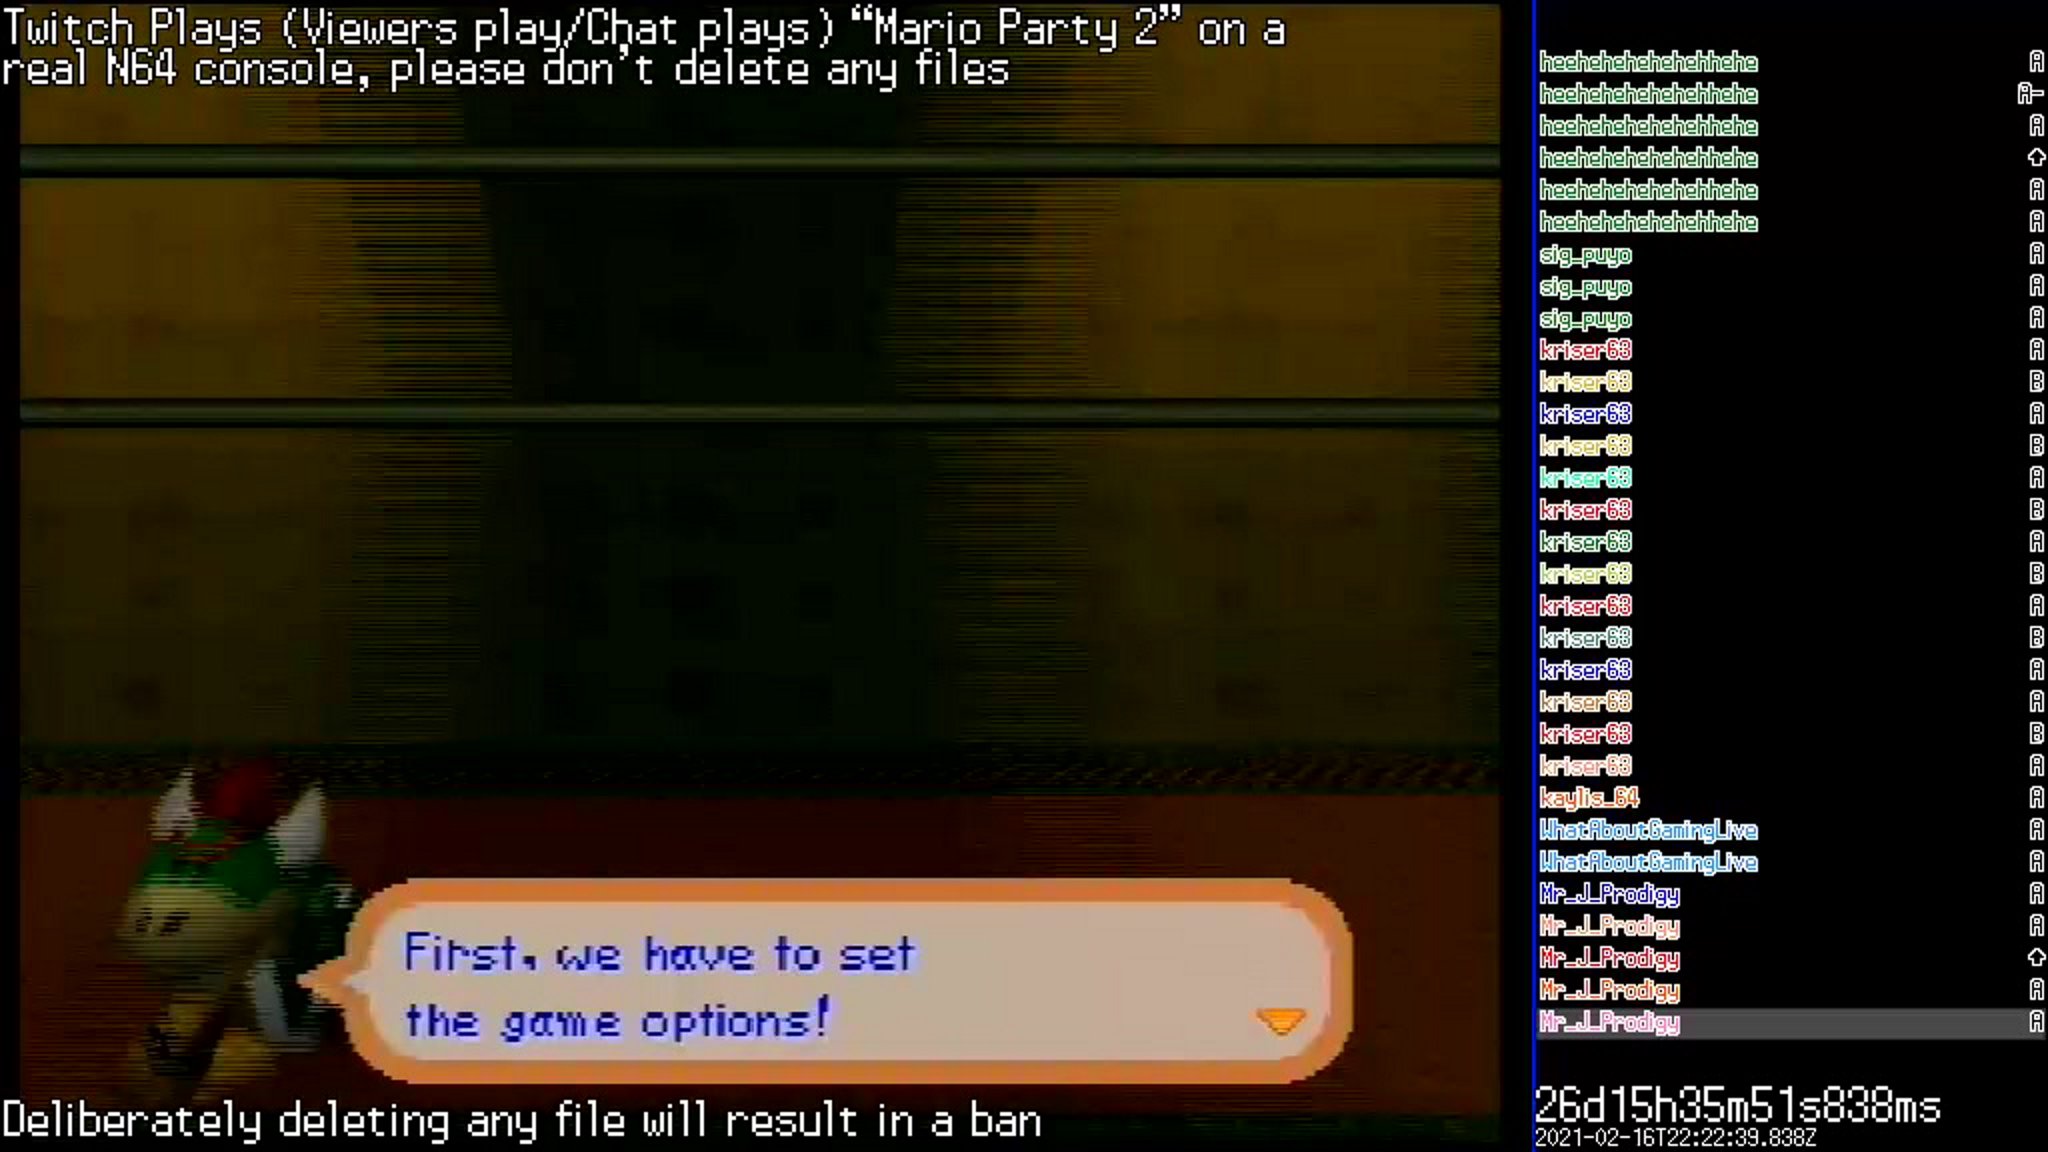 Twitch Plays (Viewers play/Chat plays) “Mario Party 2” on a
real N64 console, please don't delete any files
heehehehehehehhehe A
heehehehehehehhehe A-
heehehehehehehhehe A
heehehehehehehhehe
heehehehehehehhehe A
heehehehehehehhehe A
sig_puyo A
sig_puyo A
sig_puyo A
kriser63 A
kriser63 B
kriser63 A
kriser63 B
kriser63 A
kriser63 B
kriser63 A
kriser63 B
kriser63 A
kriser63 B
kriser63 A
kriser63 A
kriser63 B
kriser63 A
kaylis_64 A
WhatAboutGamingLive A
WhatAboutGamingLive A
Mr_J_Prodigy A
Mr_J_Prodigy A
Mr_J_Prodigy
Mr_J_Prodigy A
Mr_J_Prodigy A
First, we have to set
the game options!
Deliberately deleting any file will result in a ban
26d15h35m51s838ms
2021-02-16T22:22:39.838Z